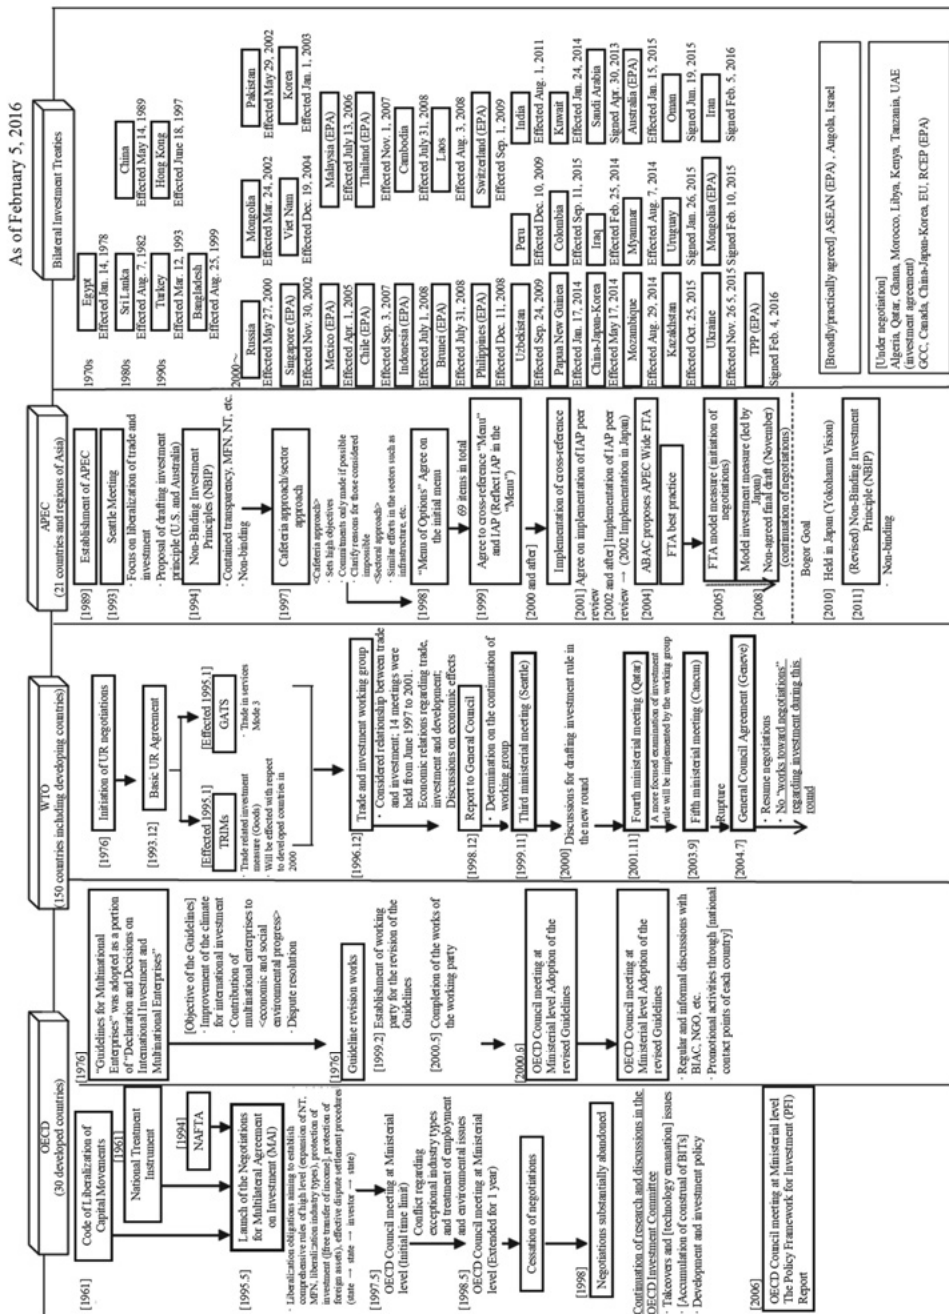 As of February 5, 2016
OECD
(30 developed countries)
[1961]
Code of Liberalization of
Capital Movements
[1961]
National Treatment
Instrument
[1994]
NAFTA
[1995.5]
Launch of the Negotiations
for Multilateral Agreement
on Investment (MAI)
· Liberalization obligations aiming to establish
comprehensive rules of high level (expansion of NT,
MFN, liberalization industry types), protection of
investment ([free transfer of income], protection of
foreign assets), effective dispute settlement procedures
(state → state → investor → state)
[1997.5]
OECD Council meeting at Ministerial
level (Initial time limit)
Conflict regarding
exceptional industry types
and treatment of employment
and environmental issues
[1998.5]
OECD Council meeting at Ministerial
level (Extended for 1 year)
Cessation of negotiations
[1998]
Negotiations substantially abandoned
Continuation of research and discussions in the
OECD Investment Committee
· Takeovers and [technology emanation] issues
· [Accumulation of construal of BITs]
· Development and investment policy
[2006]
OECD Council meeting at Ministerial level
The Policy Framework for Investment (PFI)
Report
[1976]
"Guidelines for Multinational
Enterprises" was adopted as a portion
of "Declaration and Decisions on
International Investment and
Multinational Enterprises"
[Objective of the Guidelines]
· Improvement of the climate
for international investment
· Contribution of
multinational enterprises to
<economic and social
environmental progress>
· Dispute resolution
[1976]
Guideline revision works
[1999.2] Establishment of working
party for the revision of the
Guidelines
[2000.5] Completion of the works of
the working party
[2000.6]
OECD Council meeting at
Ministerial level Adoption of the
revised Guidelines
OECD Council meeting at
Ministerial level Adoption of the
revised Guidelines
· Regular and informal discussions with
BIAC, NGO, etc.
· Promotional activities through [national
contact points of each country]
WTO
(150 countries including developing countries)
[1976]
Initiation of UR negotiations
[1993.12]
Basic UR Agreement
[Effected 1995.1]
TRIMs
· Trade related investment
measure (Goods)
· Will be effected with respect
to developed countries in
2000
[Effected 1995.1]
GATS
· Trade in services
Mode 3
[1996.12]
Trade and investment working group
· Considered relationship between trade
and investment; 14 meetings were
held from June 1997 to 2001.
Economic relations regarding trade,
investment and development;
Discussions on economic effects
[1998.12]
Report to General Council
· Determination on the continuation of
working group
[1999.11]
Third ministerial meeting (Seattle)
[2000]
Discussions for drafting investment rule in
the new round
[2001.11]
Fourth ministerial meeting (Qatar)
A more focused examination of investment
rule will be implemented by the working group
[2003.9]
Fifth ministerial meeting (Cancun)
Rupture
[2004.7]
General Council Agreement (Geneve)
· Resume negotiations
· No "works toward negotiations"
regarding investment during this
round
APEC
(21 countries and regions of Asia)
[1989]
Establishment of APEC
[1993]
Seattle Meeting
· Focus on liberalization of trade and
investment
· Proposal of drafting investment
principle (U.S. and Australia)
[1994]
Non-Binding Investment
Principles (NBIP)
· Contained transparency, MFN, NT, etc.
· Non-binding
[1997]
Cafeteria approach/sector
approach
<Cafeteria approach>
· Sets high objectives
· Commitments only made if possible
· Clarify reasons for those considered
impossible
<Sectoral approach>
· Similar efforts in the sectors such as
infrastructure, etc.
[1998]
"Menu of Options" Agree on
the initial menu
69 items in total
[1999]
Agree to cross-reference "Menu"
and IAP (Reflect IAP in the
"Menu")
[2000 and after]
Implementation of cross-reference
[2001] Agree on implementation of IAP peer
review
[2002 and after] Implementation of IAP peer
review → (2002 Implementation in Japan)
[2004]
ABAC proposes APEC Wide FTA
FTA best practice
[2005]
FTA model measure (initiation of
negotiations)
[2008]
Model investment measure (led by
Japan)
Non-agreed final draft (November)
(continuation of negotiations)
Bogor Goal
[2010] Held in Japan (Yokohama Vision)
[2011]
(Revised) Non-Binding Investment
Principle (NBIP)
· Non-binding
Bilateral Investment Treaties
1970s
Egypt
Effected Jan. 14, 1978
1980s
Sri Lanka
Effected Aug. 7, 1982
China
Effected May 14, 1989
1990s
Turkey
Effected Mar. 12, 1993
Hong Kong
Effected June 18, 1997
Bangladesh
Effected Aug. 25, 1999
2000~
Russia
Effected May 27, 2000
Mongolia
Effected Mar. 24, 2002
Pakistan
Effected May 29, 2002
Singapore (EPA)
Effected Nov. 30, 2002
Viet Nam
Effected Dec. 19, 2004
Korea
Effected Jan. 1, 2003
Mexico (EPA)
Effected Apr. 1, 2005
Malaysia (EPA)
Effected July 13, 2006
Chile (EPA)
Effected Sep. 3, 2007
Thailand (EPA)
Effected Nov. 1, 2007
Indonesia (EPA)
Effected July 1, 2008
Cambodia
Effected July 31, 2008
Brunei (EPA)
Effected July 31, 2008
Laos
Effected Aug. 3, 2008
Philippines (EPA)
Effected Dec. 11, 2008
Switzerland (EPA)
Effected Sep. 1, 2009
Uzbekistan
Effected Sep. 24, 2009
Peru
Effected Dec. 10, 2009
India
Effected Aug. 1, 2011
Papua New Guinea
Effected Jan. 17, 2014
Colombia
Effected Sep. 11, 2015
Kuwait
Effected Jan. 24, 2014
China-Japan-Korea
Effected May 17, 2014
Iraq
Effected Feb 25, 2014
Saudi Arabia
Signed Apr. 30, 2013
Mozambique
Effected Aug. 29, 2014
Myanmar
Effected Aug. 7, 2014
Australia (EPA)
Effected Jan. 15, 2015
Kazakhstan
Effected Oct. 25, 2015
Uruguay
Signed Jan. 26, 2015
Oman
Signed Jun. 19, 2015
Ukraine
Effected Nov 26 5, 2015
Mongolia (EPA)
Signed Feb. 10, 2015
Iran
Signed Feb. 5, 2016
TPP (EPA)
Signed Feb. 4, 2016
[Broadly/practically agreed] ASEAN (EPA) , Angola, Israel
[Under negotiation]
Algeria, Qatar, Ghana, Morocco, Libya, Kenya, Tanzania, UAE
(investment agreement)
GCC, Canada, China-Japan-Korea, EU, RCEP (EPA)